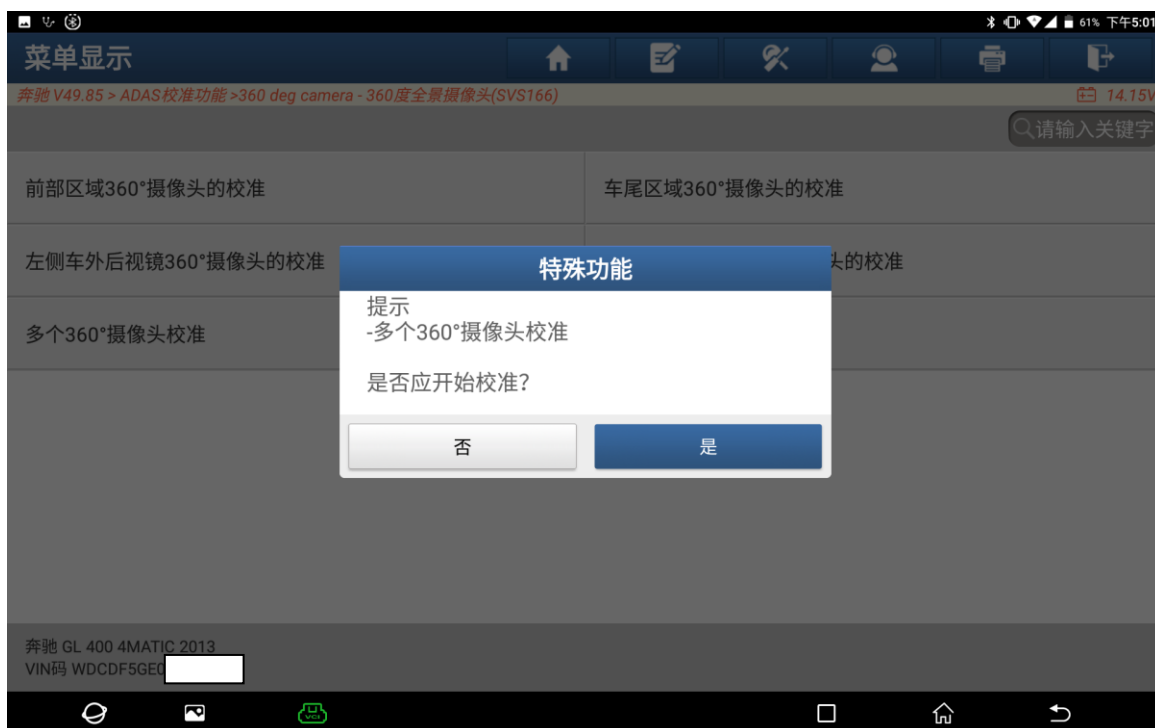 61% 下午5:01
菜单显示
奔驰 V49.85 > ADAS校准功能 >360 deg camera - 360度全景摄像头(SVS166)
14.15V
请输入关键字
前部区域360°摄像头的校准
车尾区域360°摄像头的校准
左侧车外后视镜360°摄像头的校准
头的校准
多个360°摄像头校准
特殊功能
提示
-多个360°摄像头校准
是否应开始校准?
否
是
奔驰 GL 400 4MATIC 2013
VIN码 WDCDF5GE0
VCI